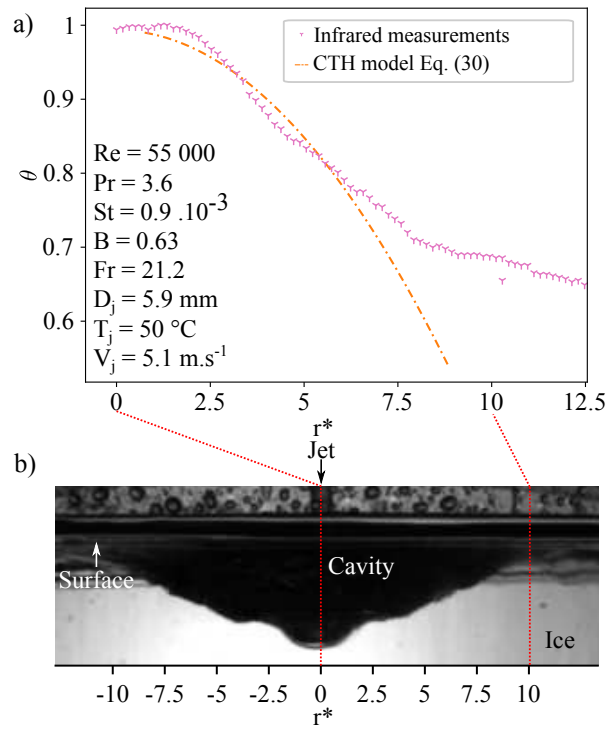 a)
1
0.9
0.8
0.7
0.6
θ
Infrared measurements
CTH model Eq. (30)
Re = 55 000
Pr = 3.6
St = 0.9 .10⁻³
B = 0.63
Fr = 21.2
Dⱼ = 5.9 mm
Tⱼ = 50 °C
Vⱼ = 5.1 m.s⁻¹
0 2.5 5 7.5 10 12.5
r*
Jet
b)
Surface
Cavity
Ice
-10 -7.5 -5 -2.5 0 2.5 5 7.5 10
r*